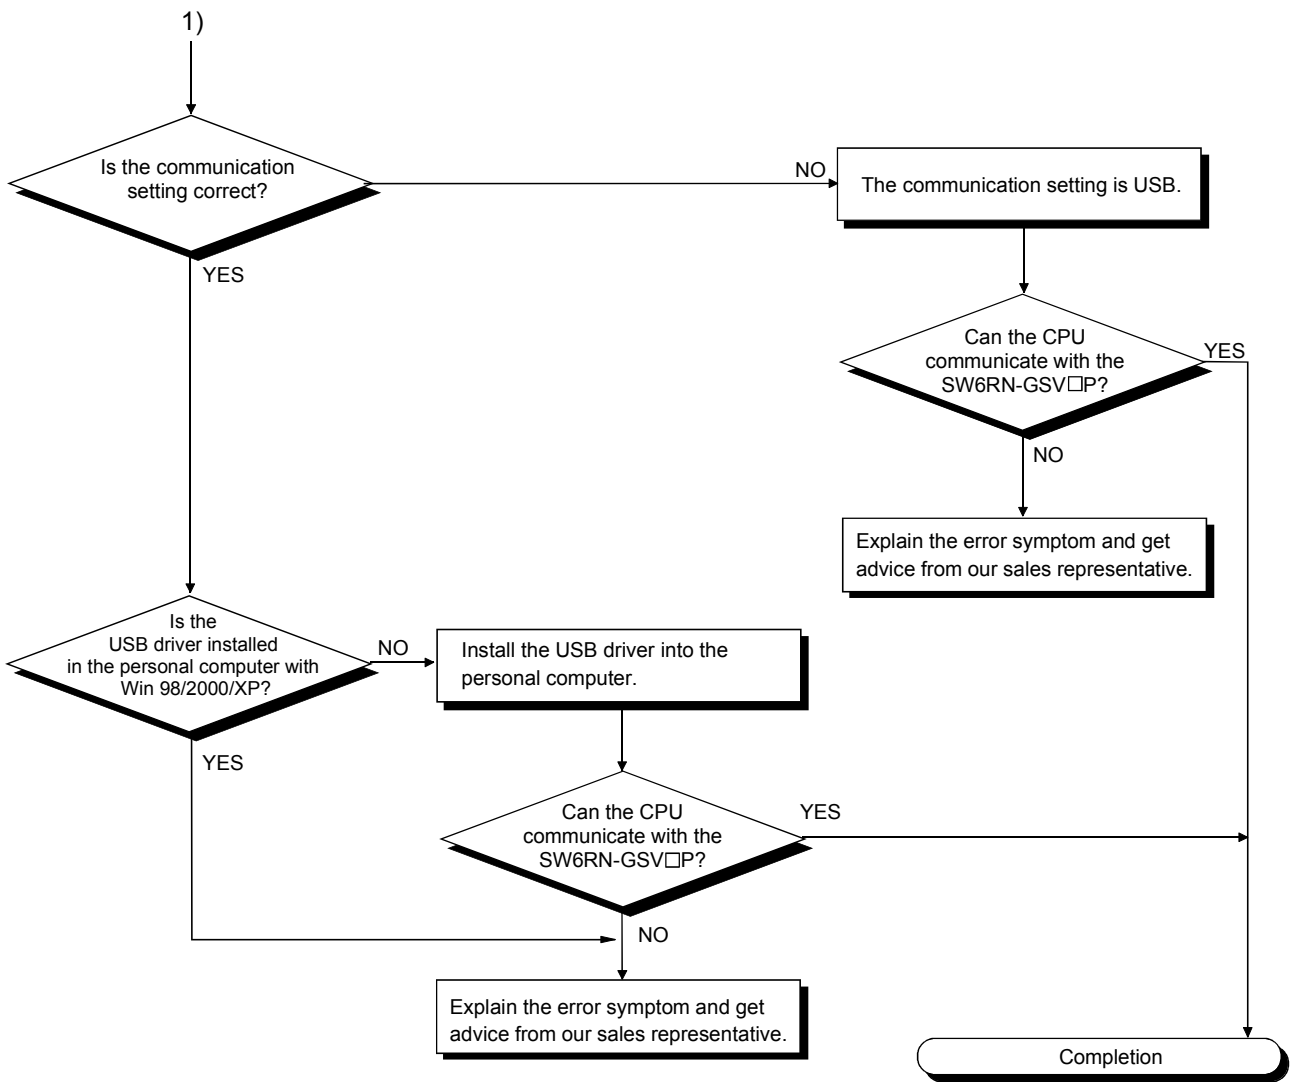 1)
Is the communication
setting correct?
NO
The communication setting is USB.
YES
Can the CPU
communicate with the
SW6RN-GSV□P?
YES
NO
Explain the error symptom and get
advice from our sales representative.
Is the
USB driver installed
in the personal computer with
Win 98/2000/XP?
NO
Install the USB driver into the
personal computer.
YES
Can the CPU
communicate with the
SW6RN-GSV□P?
YES
NO
Explain the error symptom and get
advice from our sales representative.
Completion